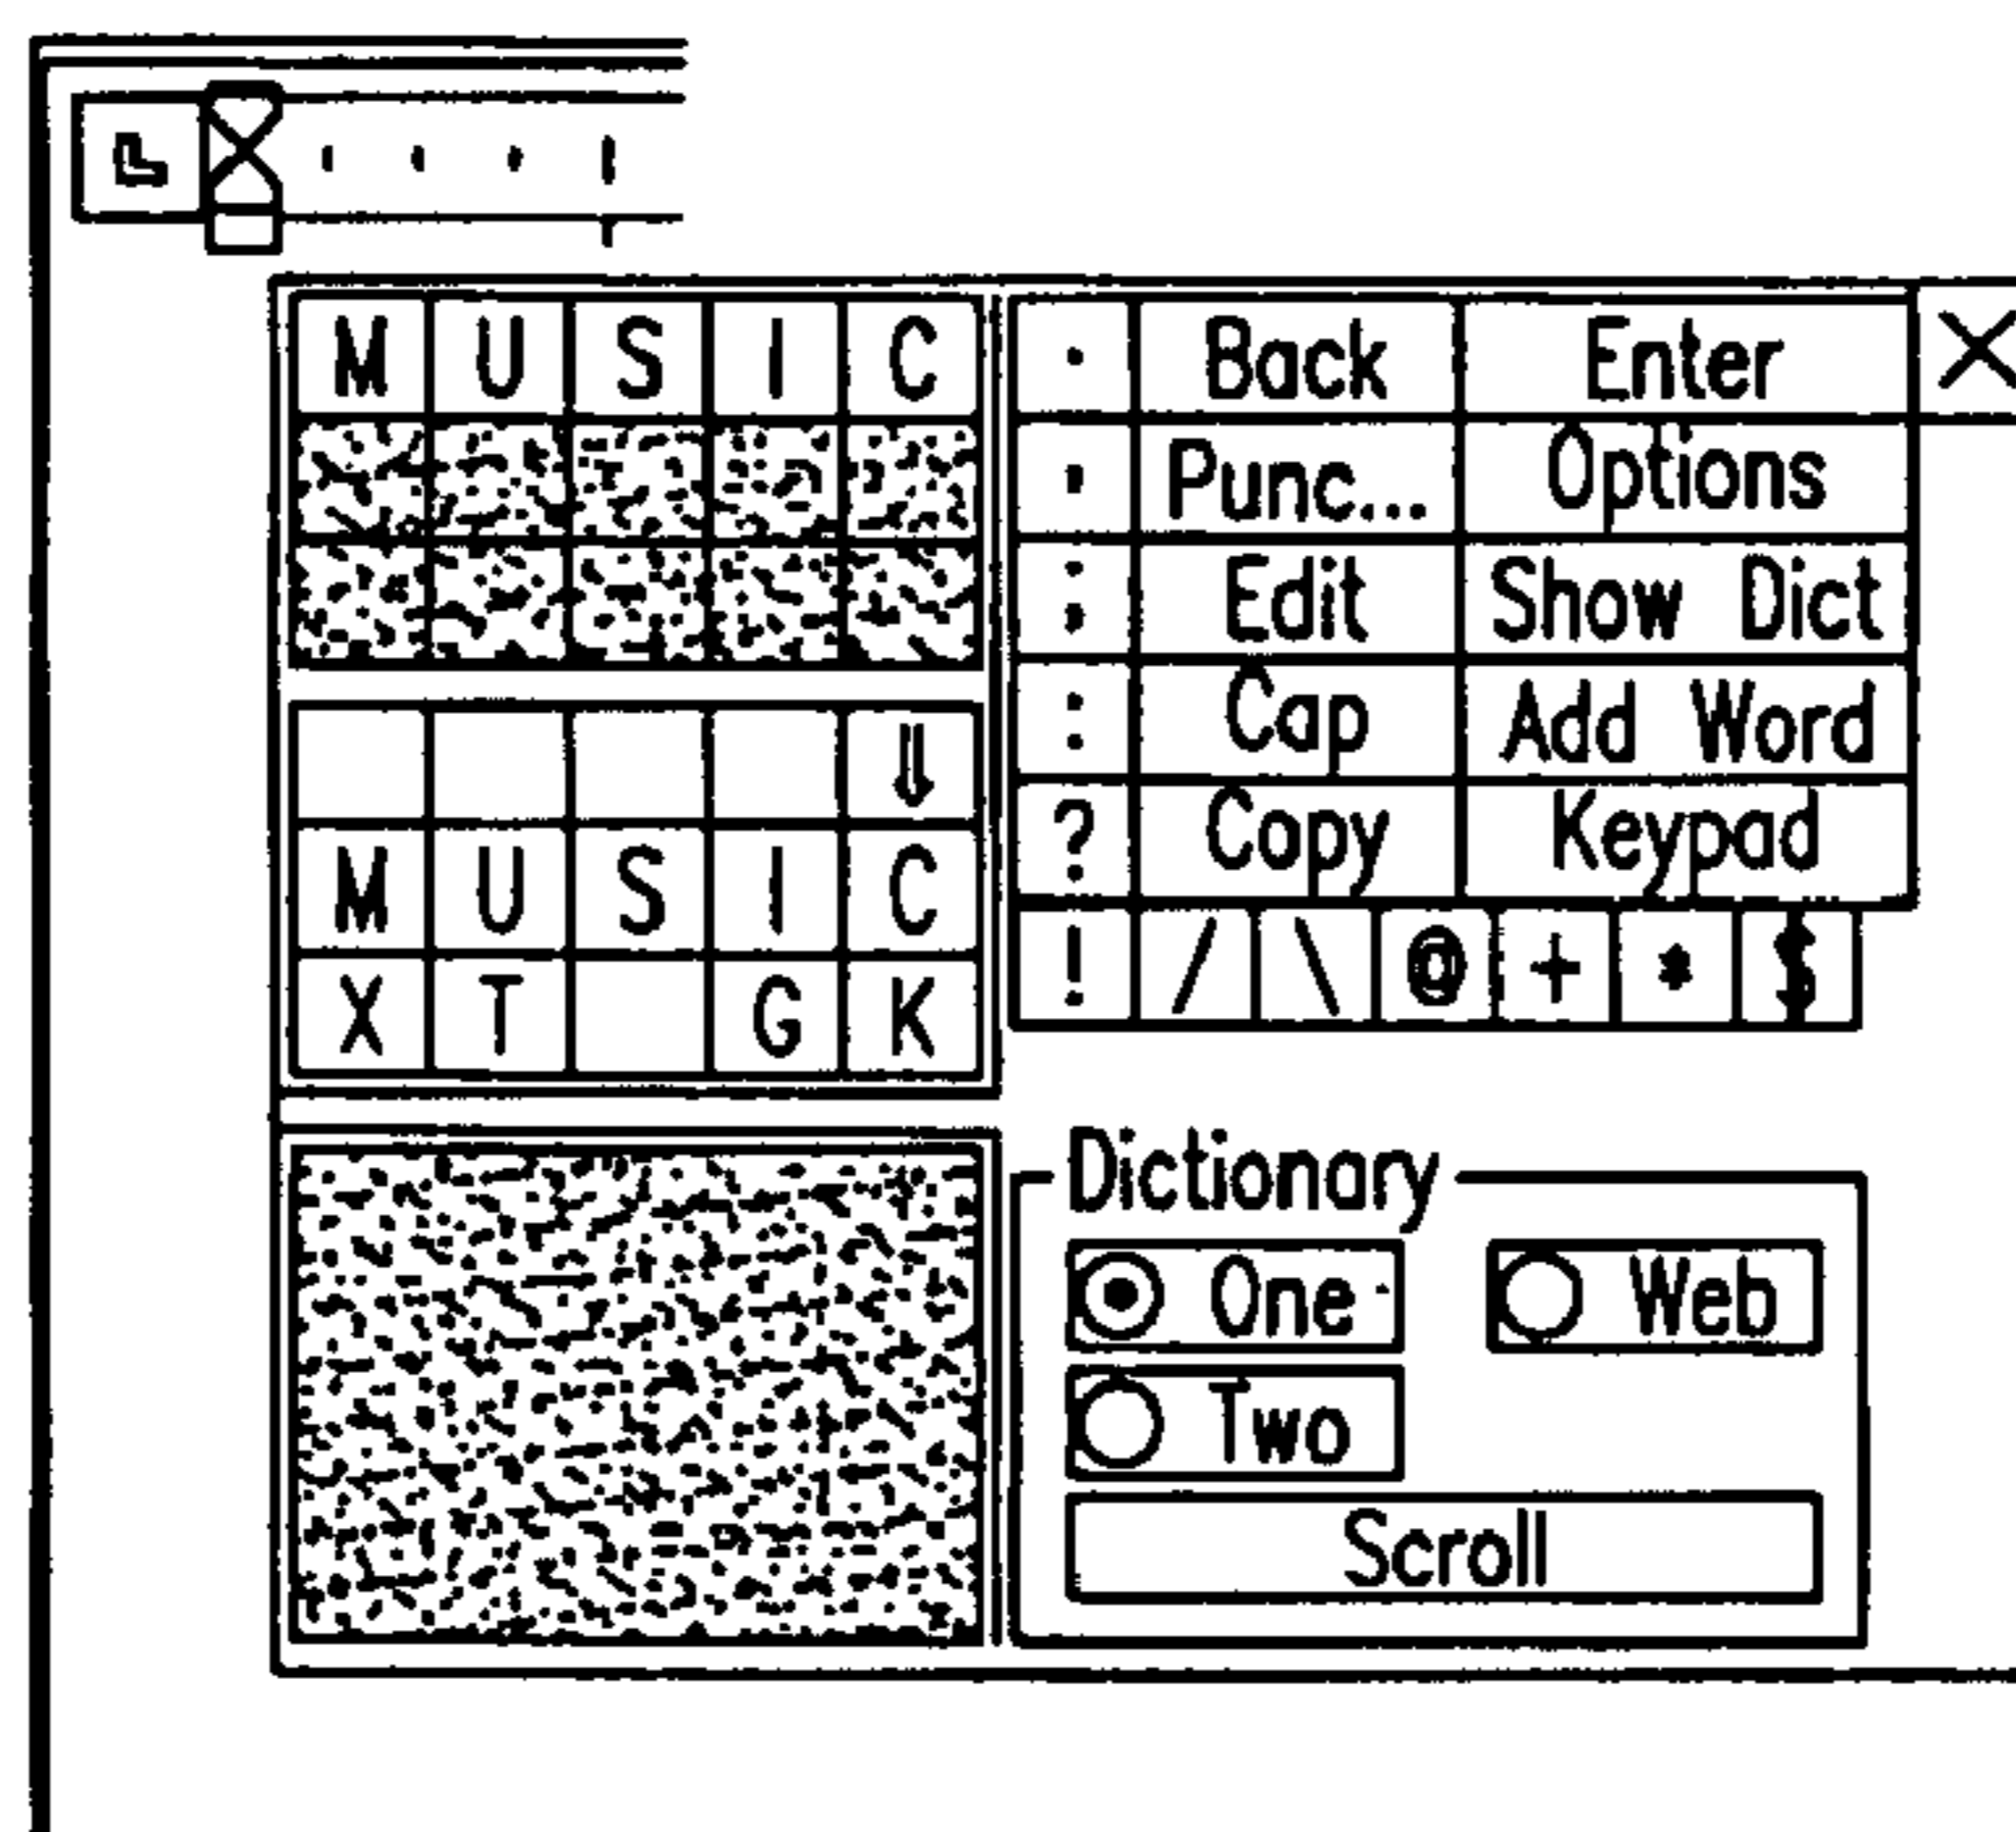 M U S I C . Back Enter X
. Punc... Options
; Edit Show Dict
: Cap Add Word
⇓
M U S I C ? Copy Keypad
X T G K ! / \ @ + * $
Dictionary
One Web
Two
Scroll